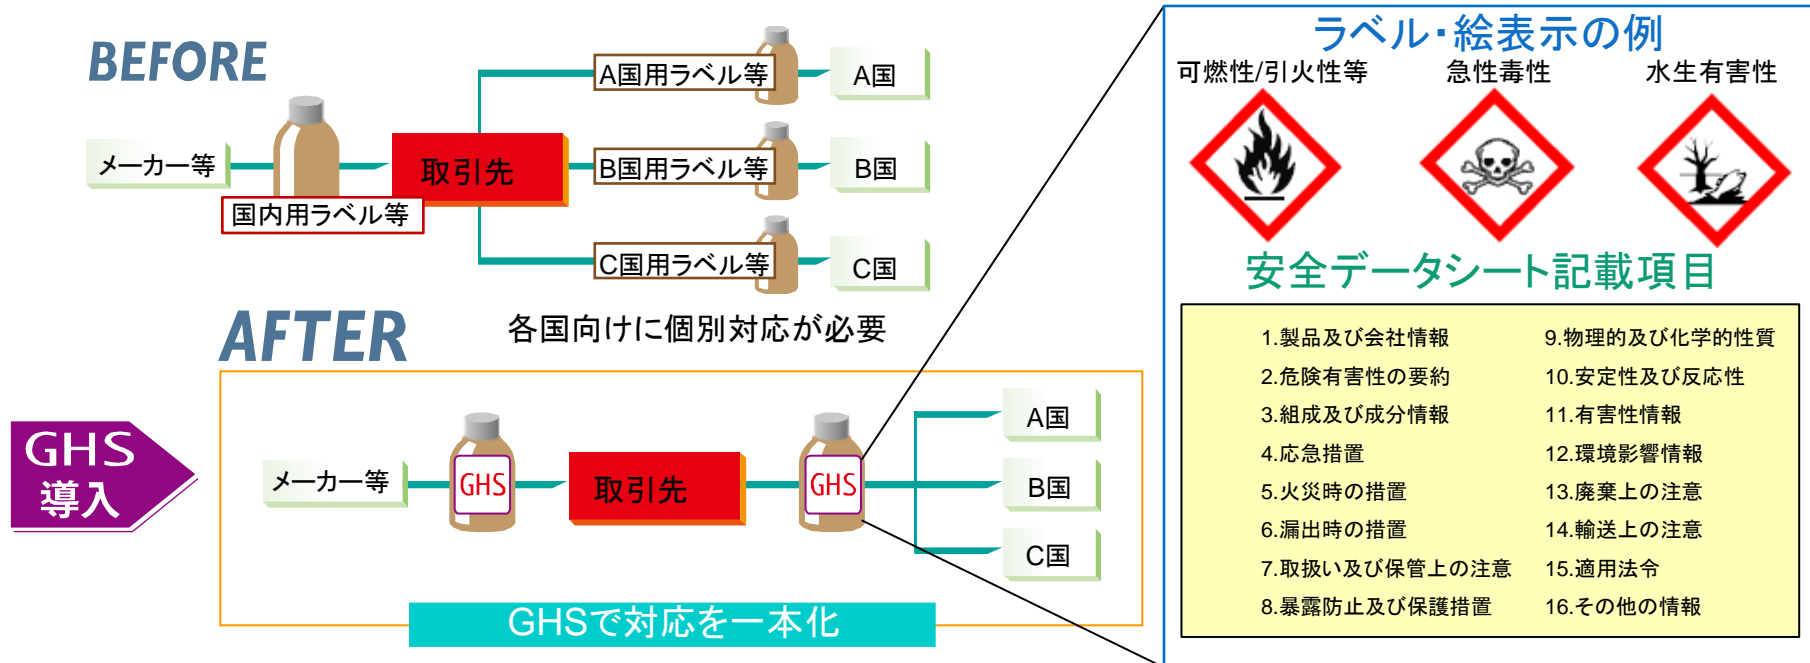 BEFORE
メーカー等
国内用ラベル等
取引先
A国用ラベル等
A国
B国用ラベル等
B国
C国用ラベル等
C国
各国向けに個別対応が必要
AFTER
GHS
導入
メーカー等
GHS
取引先
GHS
A国
B国
C国
GHSで対応を一本化
ラベル・絵表示の例
可燃性/引火性等
急性毒性
水生有害性
安全データシート記載項目
1.製品及び会社情報
2.危険有害性の要約
3.組成及び成分情報
4.応急措置
5.火災時の措置
6.漏出時の措置
7.取扱い及び保管上の注意
8.暴露防止及び保護措置
9.物理的及び化学的性質
10.安定性及び反応性
11.有害性情報
12.環境影響情報
13.廃棄上の注意
14.輸送上の注意
15.適用法令
16.その他の情報